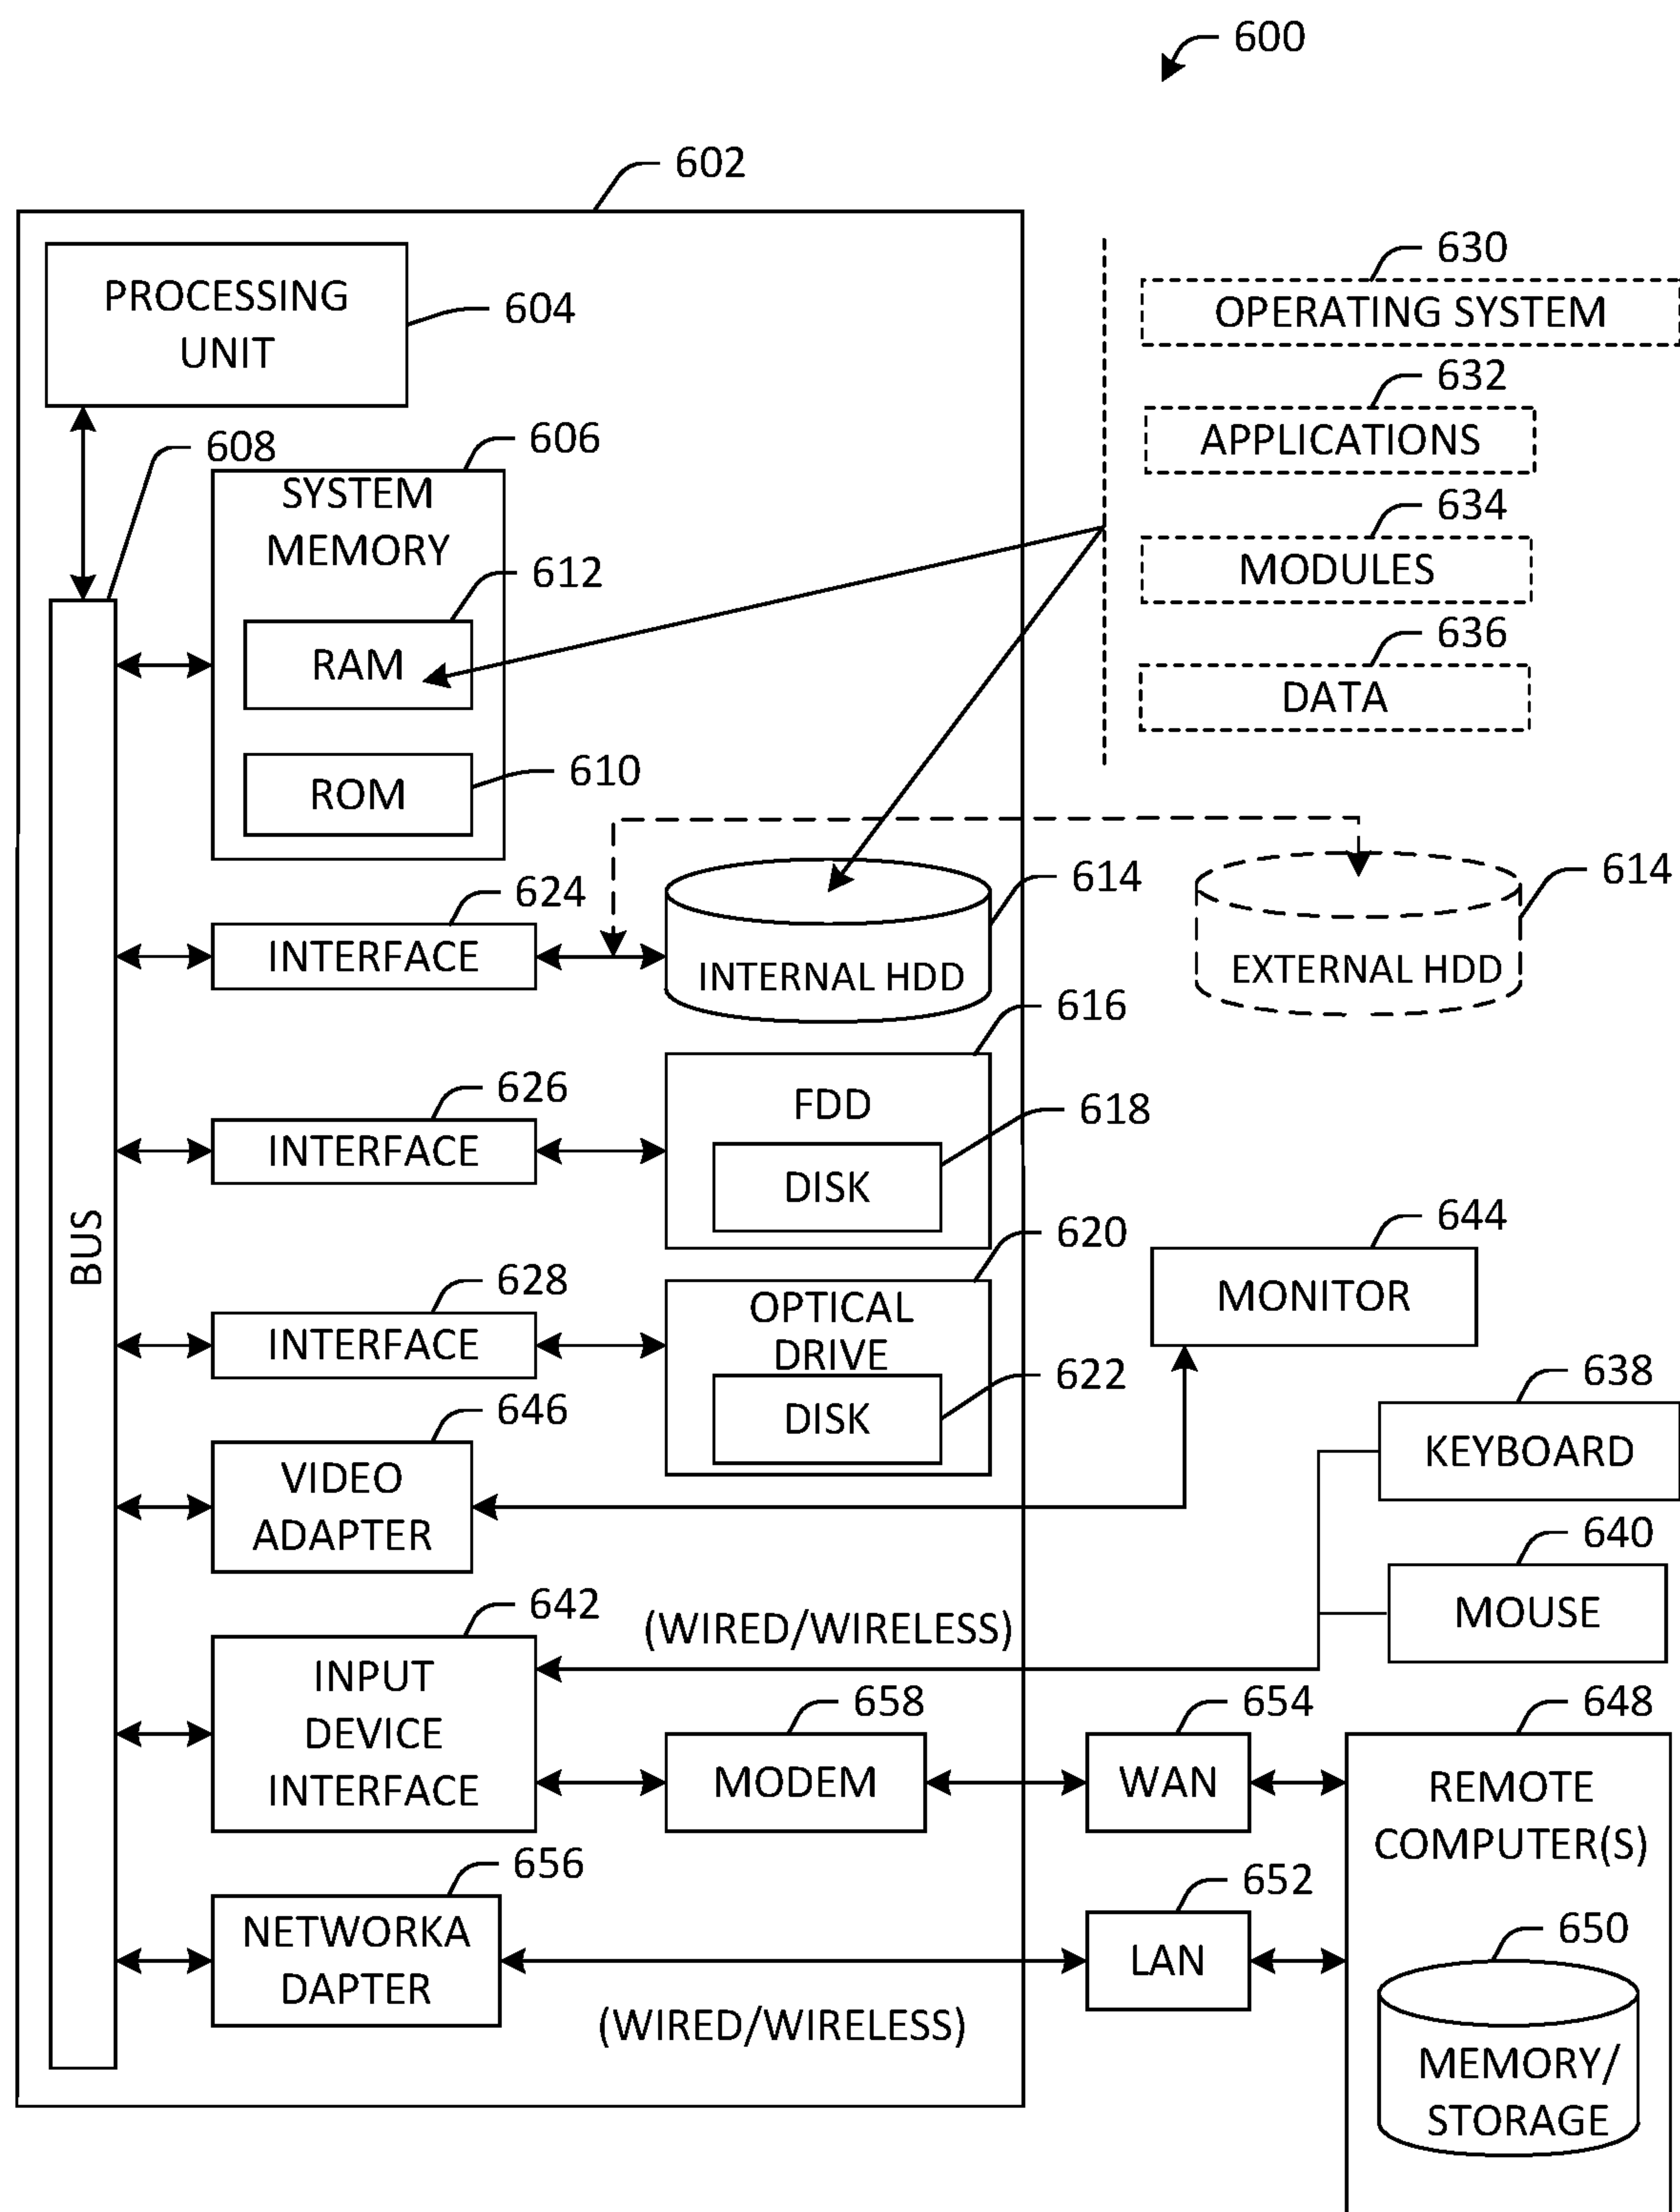 600
602
PROCESSING
UNIT
604
630
OPERATING SYSTEM
632
APPLICATIONS
634
MODULES
636
DATA
608
606
SYSTEM
MEMORY
612
RAM
610
ROM
624
INTERFACE
614
INTERNAL HDD
614
EXTERNAL HDD
616
626
INTERFACE
FDD
618
DISK
BUS
620
628
INTERFACE
OPTICAL
DRIVE
622
DISK
644
MONITOR
646
VIDEO
ADAPTER
638
KEYBOARD
640
MOUSE
642
(WIRED/WIRELESS)
INPUT
DEVICE
INTERFACE
658
MODEM
654
WAN
648
REMOTE
COMPUTER(S)
656
NETWORKA
DAPTER
652
LAN
(WIRED/WIRELESS)
650
MEMORY/
STORAGE